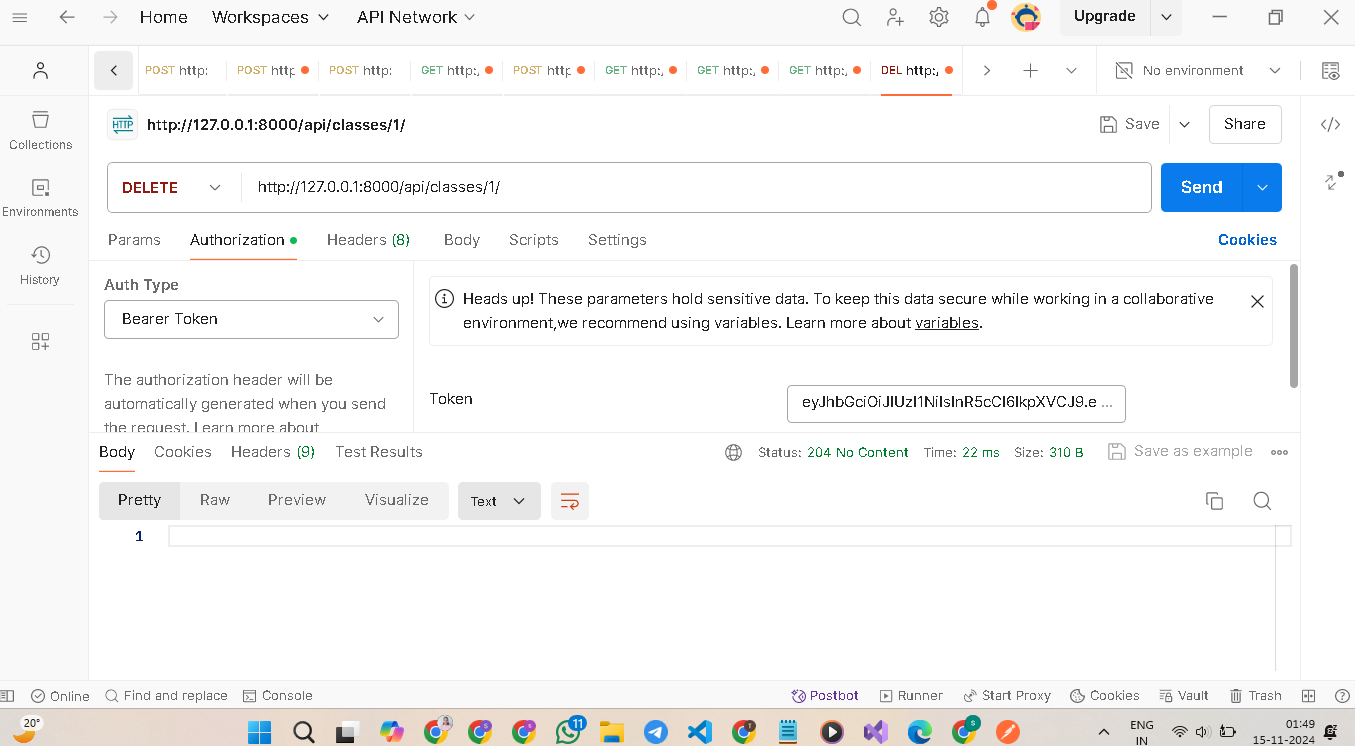 Home Workspaces API Network Upgrade
POST http: POST http POST http: GET http:, POST http GET http:, GET http:, GET http:, DEL http:, No environment
HTTP http://127.0.0.1:8000/api/classes/1/ Save Share
Collections
DELETE http://127.0.0.1:8000/api/classes/1/ Send
Environments
Params Authorization Headers (8) Body Scripts Settings Cookies
History
Auth Type
Bearer Token
Heads up! These parameters hold sensitive data. To keep this data secure while working in a collaborative
environment,we recommend using variables. Learn more about variables.
The authorization header will be
automatically generated when you send
the request. Learn more about
Token eyJhbGciOiJIUzI1NiIsInR5cCI6IkpXVCJ9.e ...
Body Cookies Headers (9) Test Results Status: 204 No Content Time: 22 ms Size: 310 B Save as example
Pretty Raw Preview Visualize Text
1
Online Find and replace Console Postbot Runner Start Proxy Cookies Vault Trash
20° 11 ENG 01:49
IN 15-11-2024